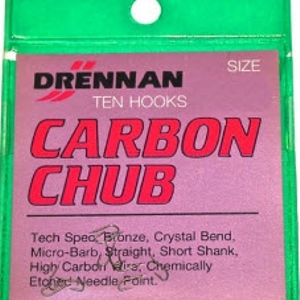 DRENNAN
SIZE
TEN HOOKS
CARBON
CHUB
Tech Spec, Bronze, Crystal Bend,
Micro-Barb, Straight, Short Shank,
High Carbon Wire, Chemically
Etched Needle Point.